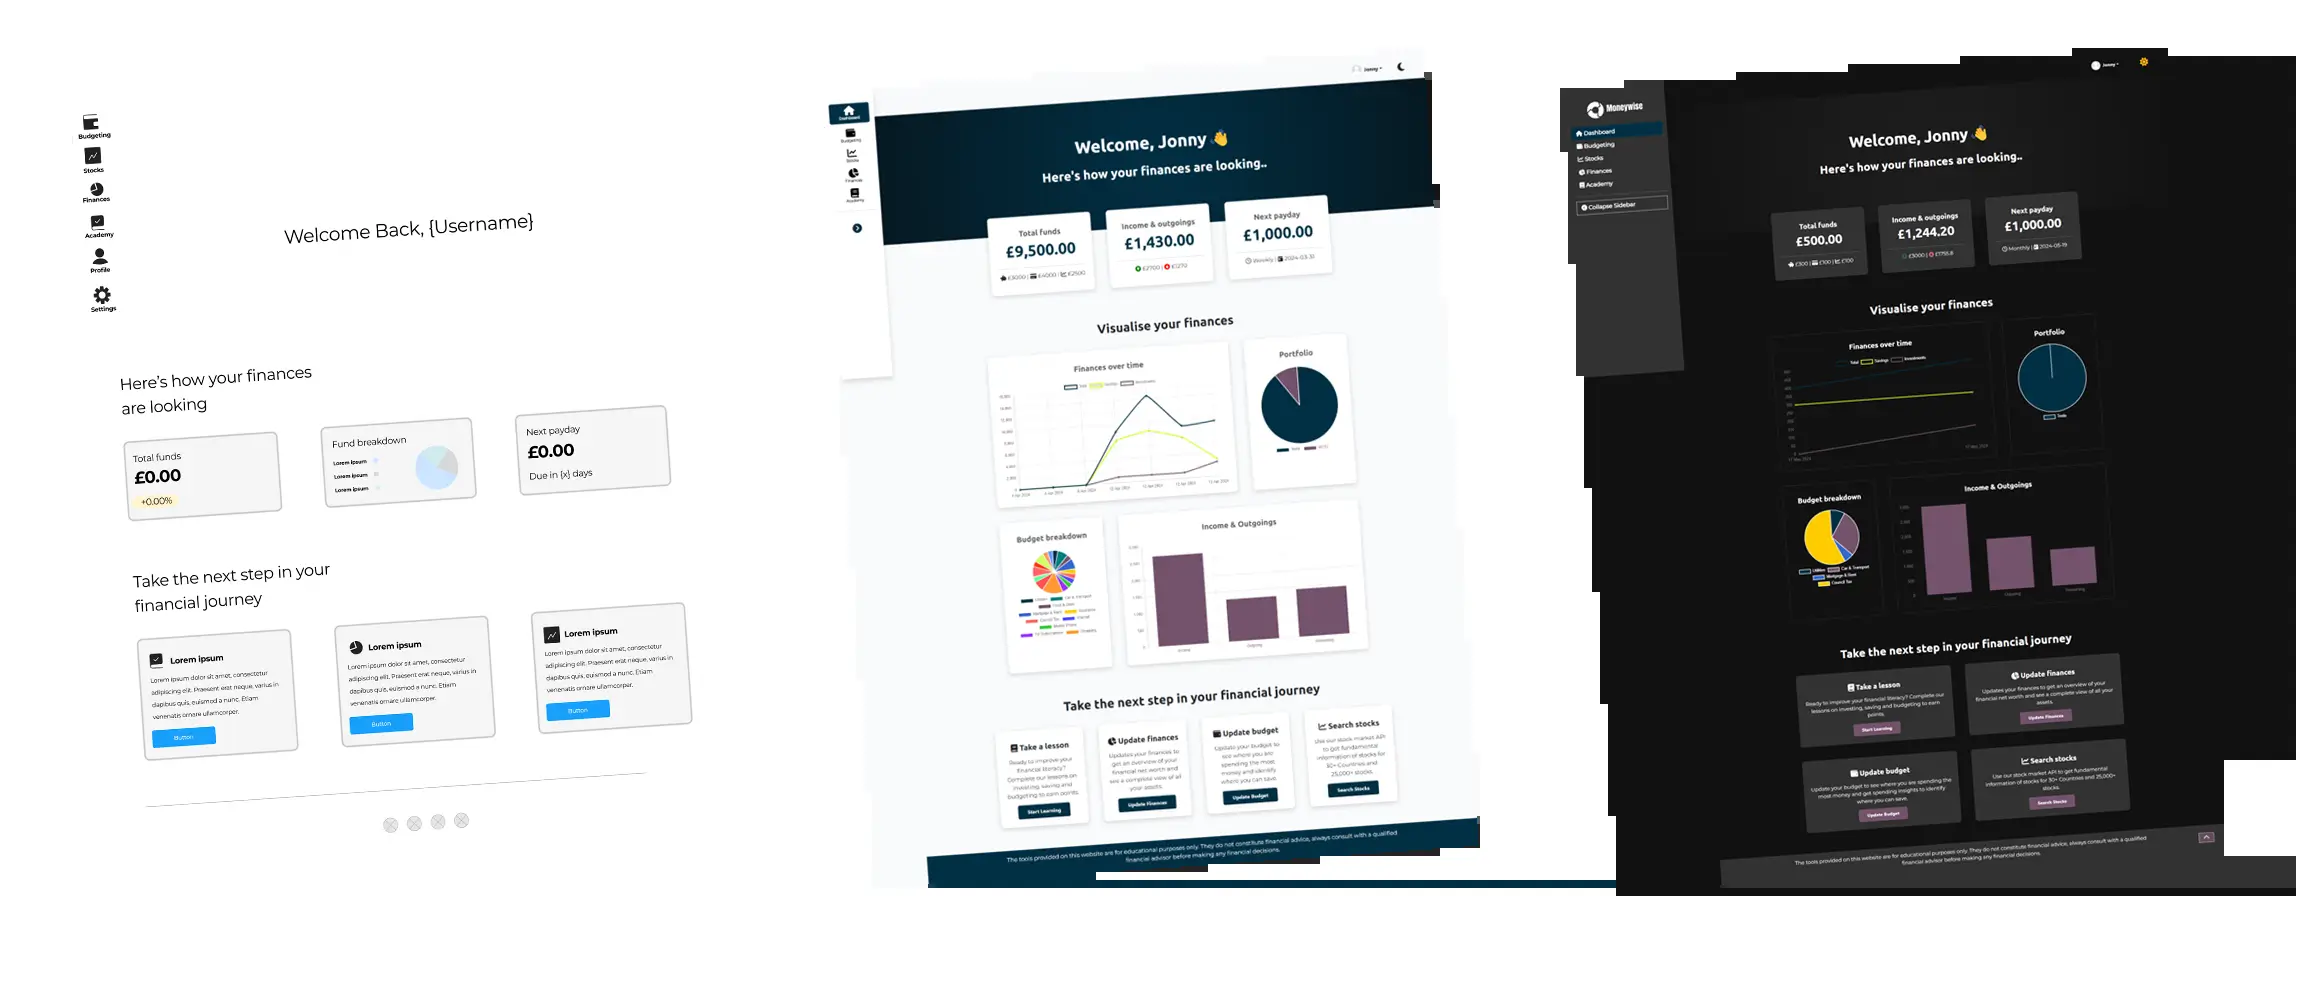 Budgeting
Stocks
Finances
Academy
Profile
Settings
Welcome Back, {Username}
Here's how your finances
are looking
Total funds
£0.00
+0.00%
Fund breakdown
Lorem ipsum
Lorem ipsum
Lorem ipsum
Next payday
£0.00
Due in {x} days
Take the next step in your
financial journey
Lorem ipsum
Lorem ipsum dolor sit amet, consectetur
adipiscing elit. Praesent erat neque, varius in
dapibus quis, euismod a nunc. Etiam
venenatis ornare ullamcorper.
Button
Lorem ipsum
Lorem ipsum dolor sit amet, consectetur
adipiscing elit. Praesent erat neque, varius in
dapibus quis, euismod a nunc. Etiam
venenatis ornare ullamcorper.
Button
Lorem ipsum
Lorem ipsum dolor sit amet, consectetur
adipiscing elit. Praesent erat neque, varius in
dapibus quis, euismod a nunc. Etiam
venenatis ornare ullamcorper.
Button
Jonny
Dashboard
Budgeting
Stocks
Finances
Academy
Welcome, Jonny 👋
Here's how your finances are looking..
Total funds
£9,500.00
£3000 | £4000 | £2500
Income & outgoings
£1,430.00
£2700 | £1270
Next payday
£1,000.00
Weekly | 2024-03-31
Visualise your finances
Finances over time
Total Savings Investments
Portfolio
Budget breakdown
Income & Outgoings
Take the next step in your financial journey
Take a lesson
Ready to improve your
financial literacy?
Complete our lessons on
investing, saving and
budgeting to earn points.
Start Learning
Update finances
Updates your finances to
get an overview of your
financial net worth and
see a complete view of all
your assets.
Update Finances
Update budget
Update your budget to
see where you are
spending the most
money and identify
where you can save.
Update Budget
Search stocks
Use our stock market API
to get fundamental
information of stocks for
30+ Countries and
25,000+ stocks.
Search Stocks
The tools provided on this website are for educational purposes only. They do not constitute financial advice, always consult with a qualified
financial advisor before making any financial decisions.
Jonny
Moneywise
Dashboard
Budgeting
Stocks
Finances
Academy
Collapse Sidebar
Welcome, Jonny 👋
Here's how your finances are looking..
Total funds
£500.00
£300 | £100 | £100
Income & outgoings
£1,244.20
£3000 | £1755.8
Next payday
£1,000.00
Monthly | 2024-05-19
Visualise your finances
Finances over time
Total Savings Investments
17 May 2024
17 May 2024
Portfolio
Tesla
Budget breakdown
Utilities Car & Transport
Mortgage & Rent
Council Tax
Income & Outgoings
Income
Outgoing
Remaining
Take the next step in your financial journey
Take a lesson
Ready to improve your financial literacy? Complete our
lessons on investing, saving and budgeting to earn
points.
Start Learning
Update finances
Updates your finances to get an overview of your
financial net worth and see a complete view of all your
assets.
Update Finances
Update budget
Update your budget to see where you are spending the
most money and get spending insights to identify
where you can save.
Update Budget
Search stocks
Use our stock market API to get fundamental
information of stocks for 30+ Countries and 25,000+
stocks.
Search Stocks
The tools provided on this website are for educational purposes only. They do not constitute financial advice, always consult with a qualified
financial advisor before making any financial decisions.